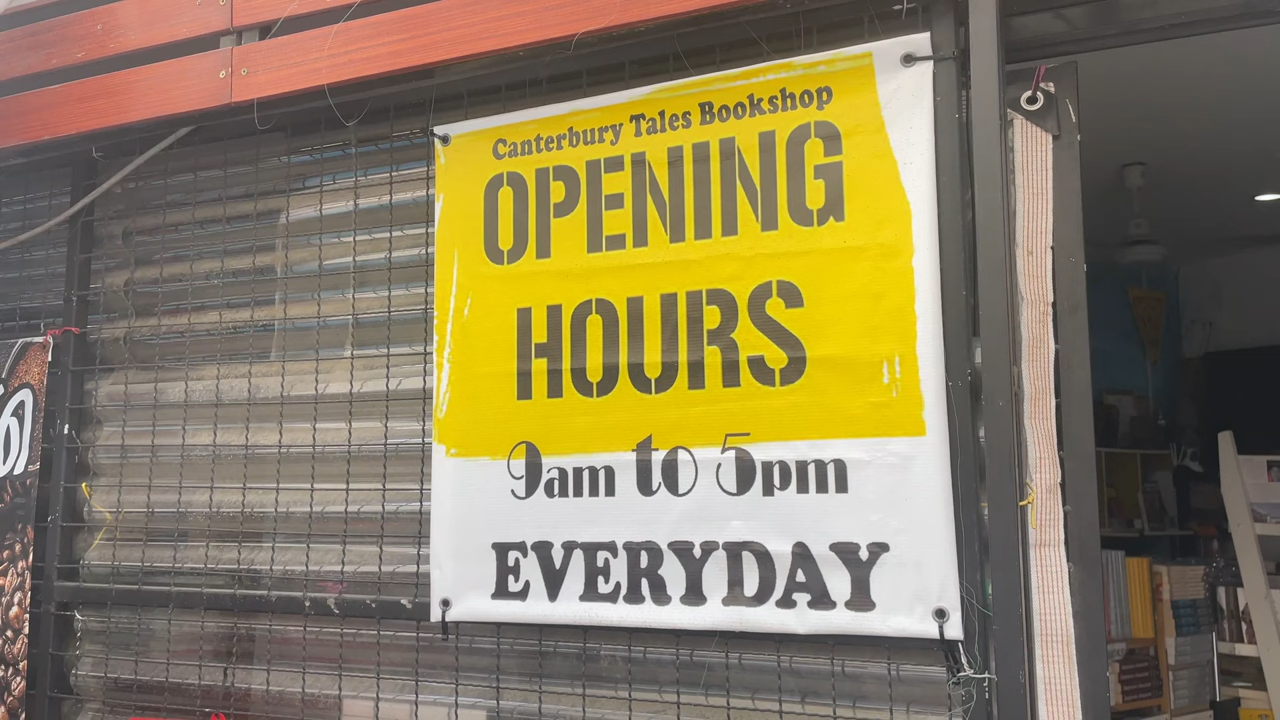 Canterbury Tales Bookshop
OPENING
HOURS
9am to 5pm
EVERYDAY